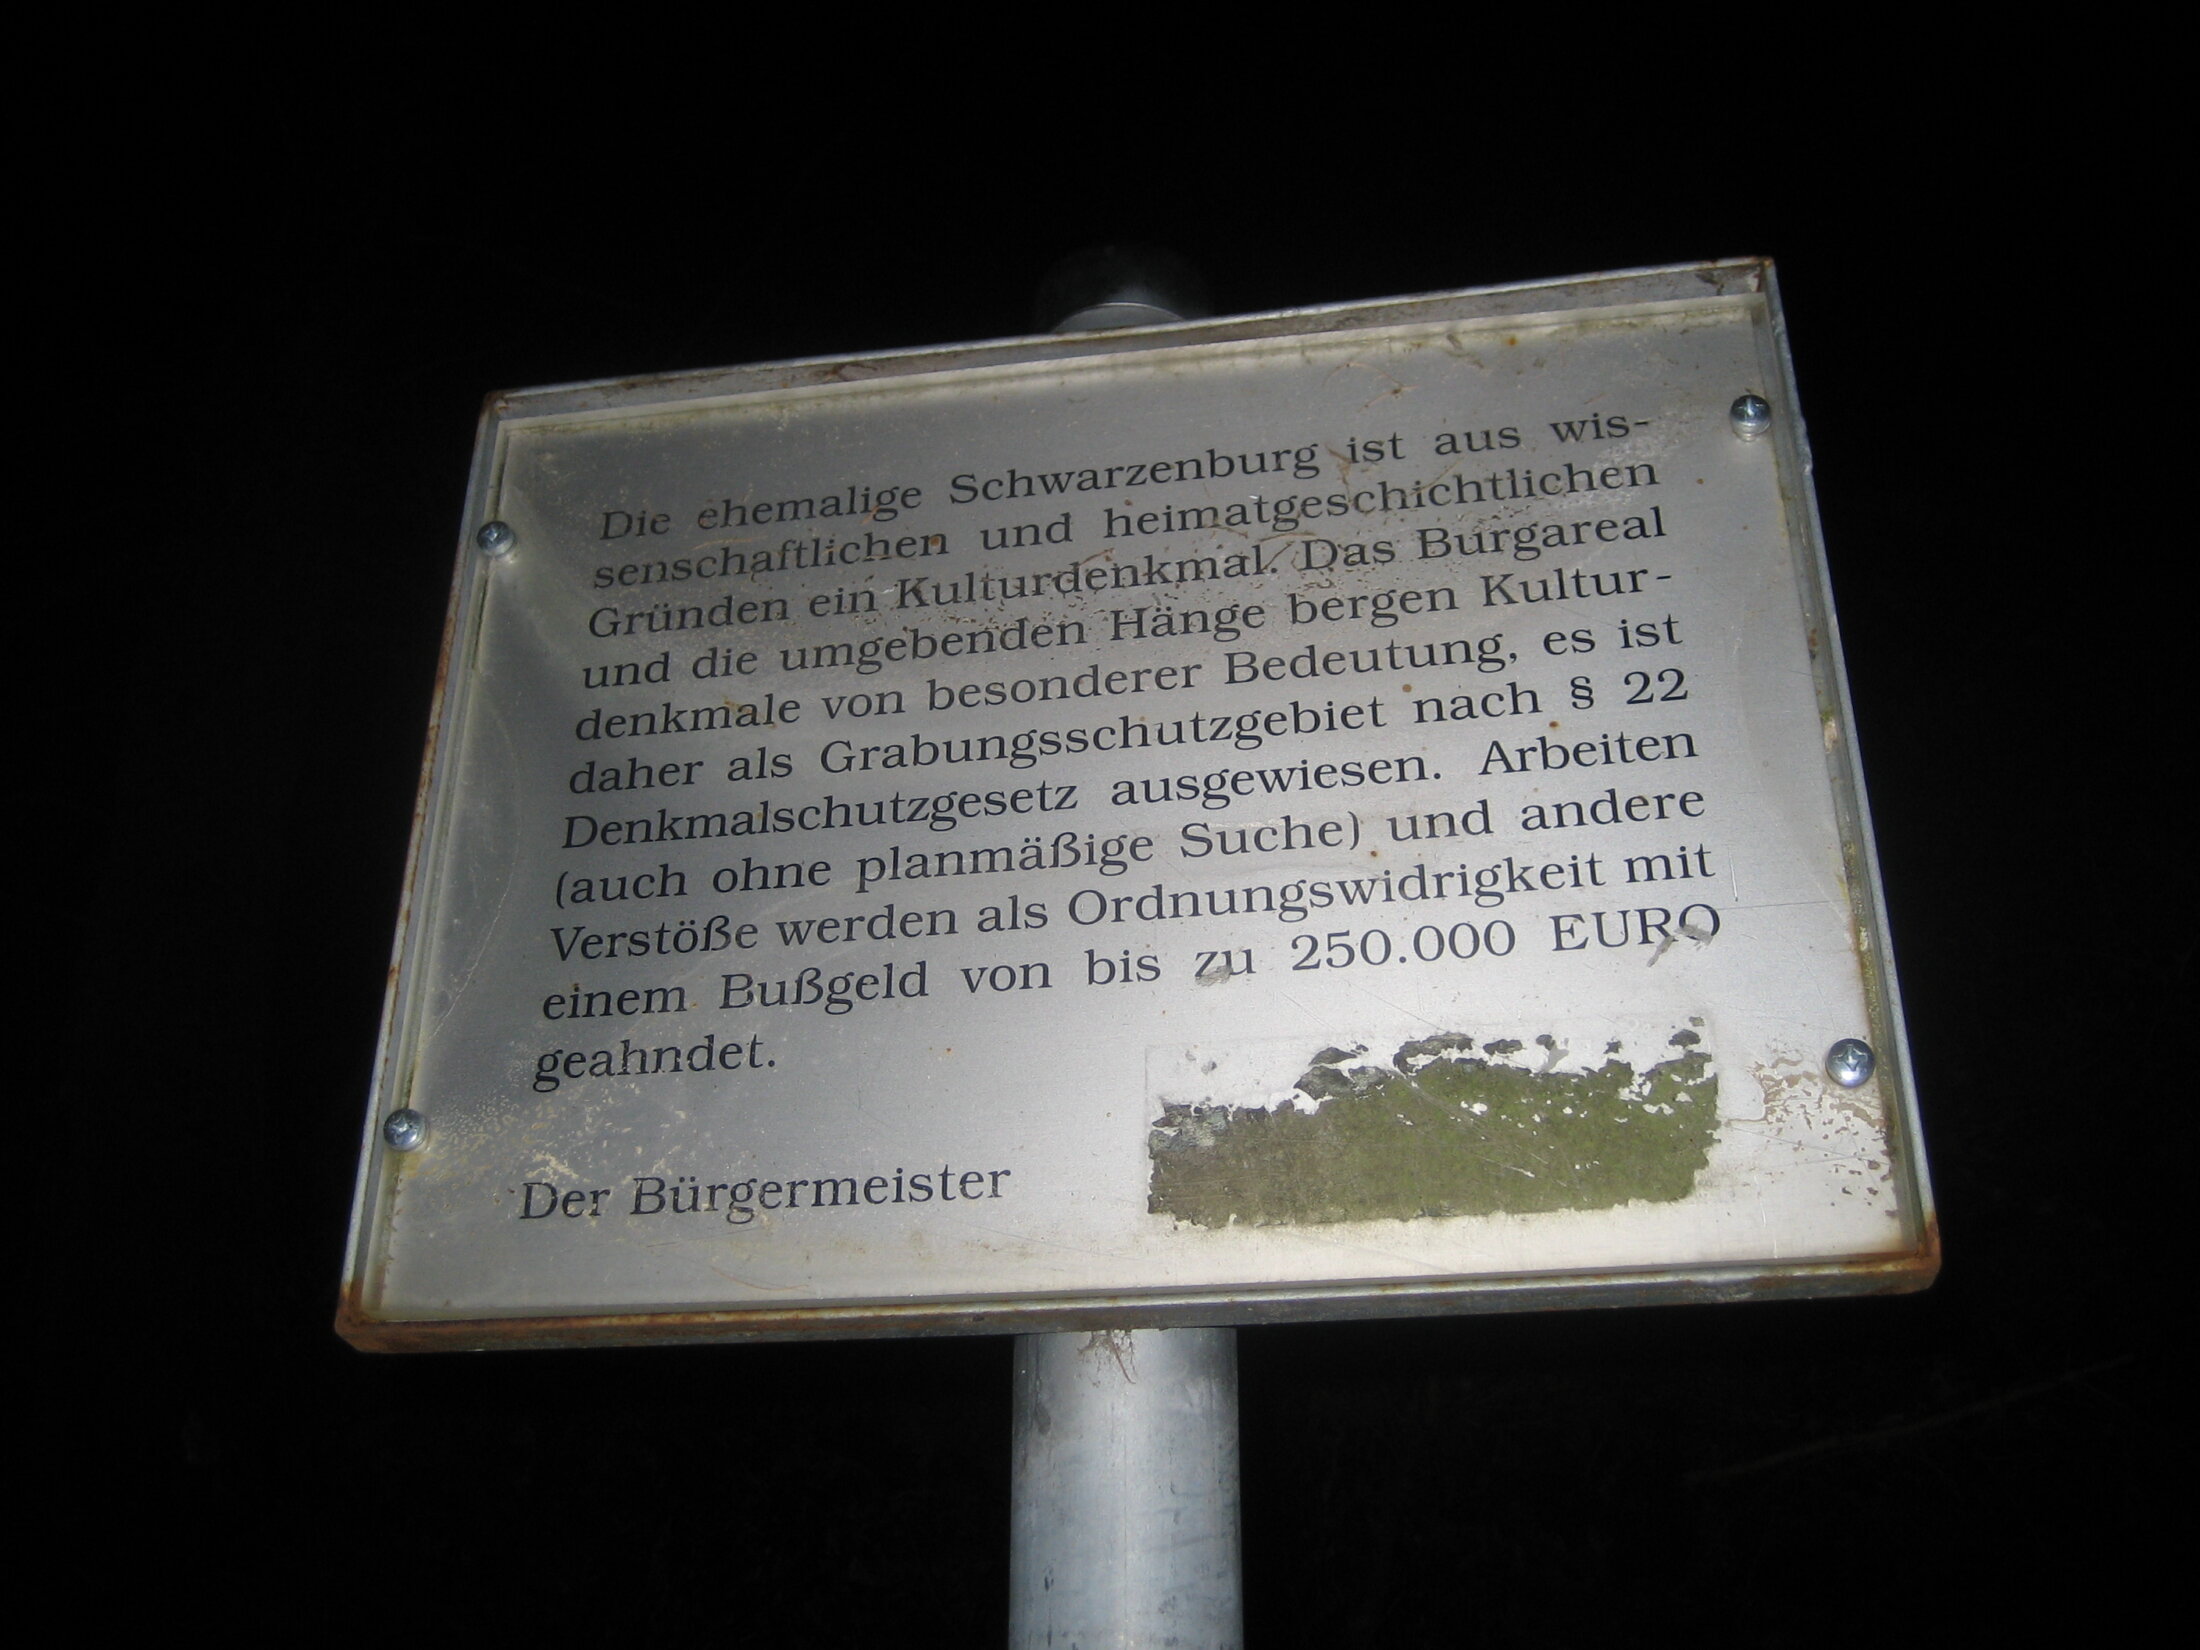 Die ehemalige Schwarzenburg ist aus wis-
senschaftlichen und heimatgeschichtlichen
Gründen ein Kulturdenkmal. Das Burgareal
und die umgebenden Hänge bergen Kultur-
denkmale von besonderer Bedeutung, es ist
daher als Grabungsschutzgebiet nach § 22
Denkmalschutzgesetz ausgewiesen. Arbeiten
(auch ohne planmäßige Suche) und andere
Verstöße werden als Ordnungswidrigkeit mit
einem Bußgeld von bis zu 250.000 EURO
geahndet.
Der Bürgermeister